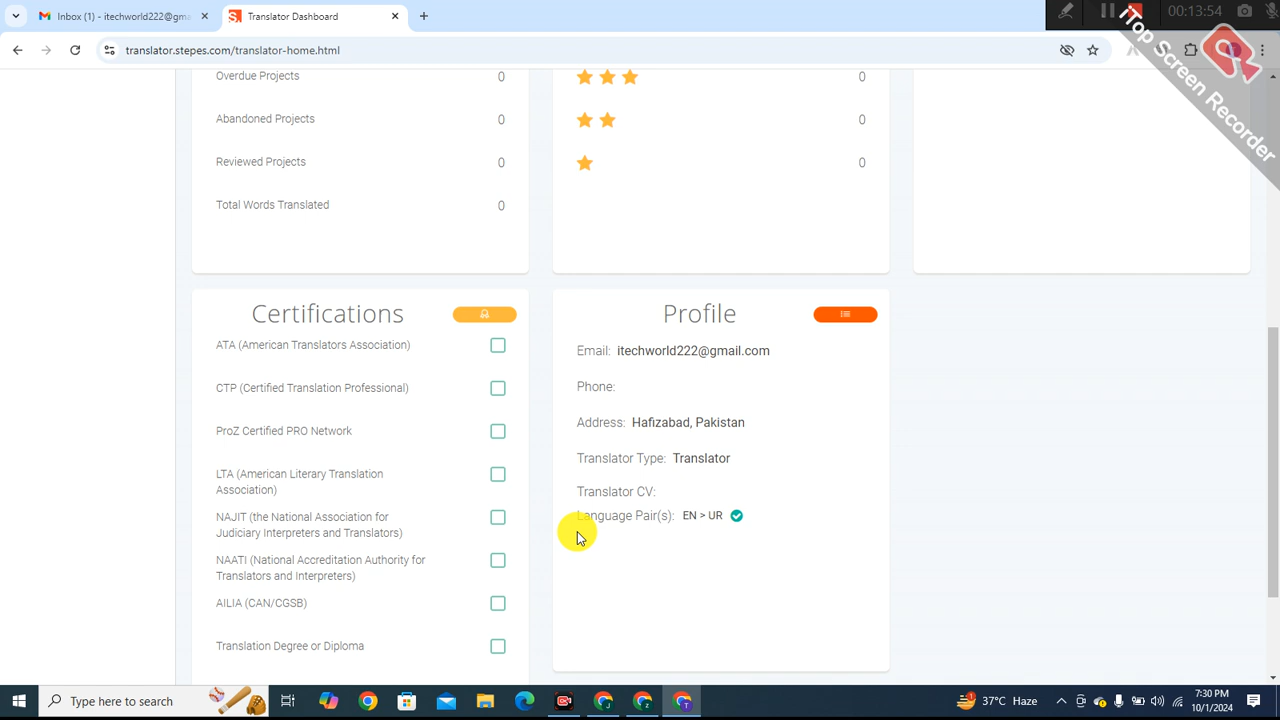 Inbox (1) - itechworld222@gma
Translator Dashboard
00:13:54
translator.stepes.com/translator-home.html
iTop Screen Recorder
Overdue Projects 0
Abandoned Projects 0
Reviewed Projects 0
Total Words Translated 0
0
0
0
Certifications
ATA (American Translators Association)
CTP (Certified Translation Professional)
ProZ Certified PRO Network
LTA (American Literary Translation
Association)
NAJIT (the National Association for
Judiciary Interpreters and Translators)
NAATI (National Accreditation Authority for
Translators and Interpreters)
AILIA (CAN/CGSB)
Translation Degree or Diploma
Profile
Email: itechworld222@gmail.com
Phone:
Address: Hafizabad, Pakistan
Translator Type: Translator
Translator CV:
Language Pair(s): EN > UR
Type here to search
37°C Haze
7:30 PM
10/1/2024